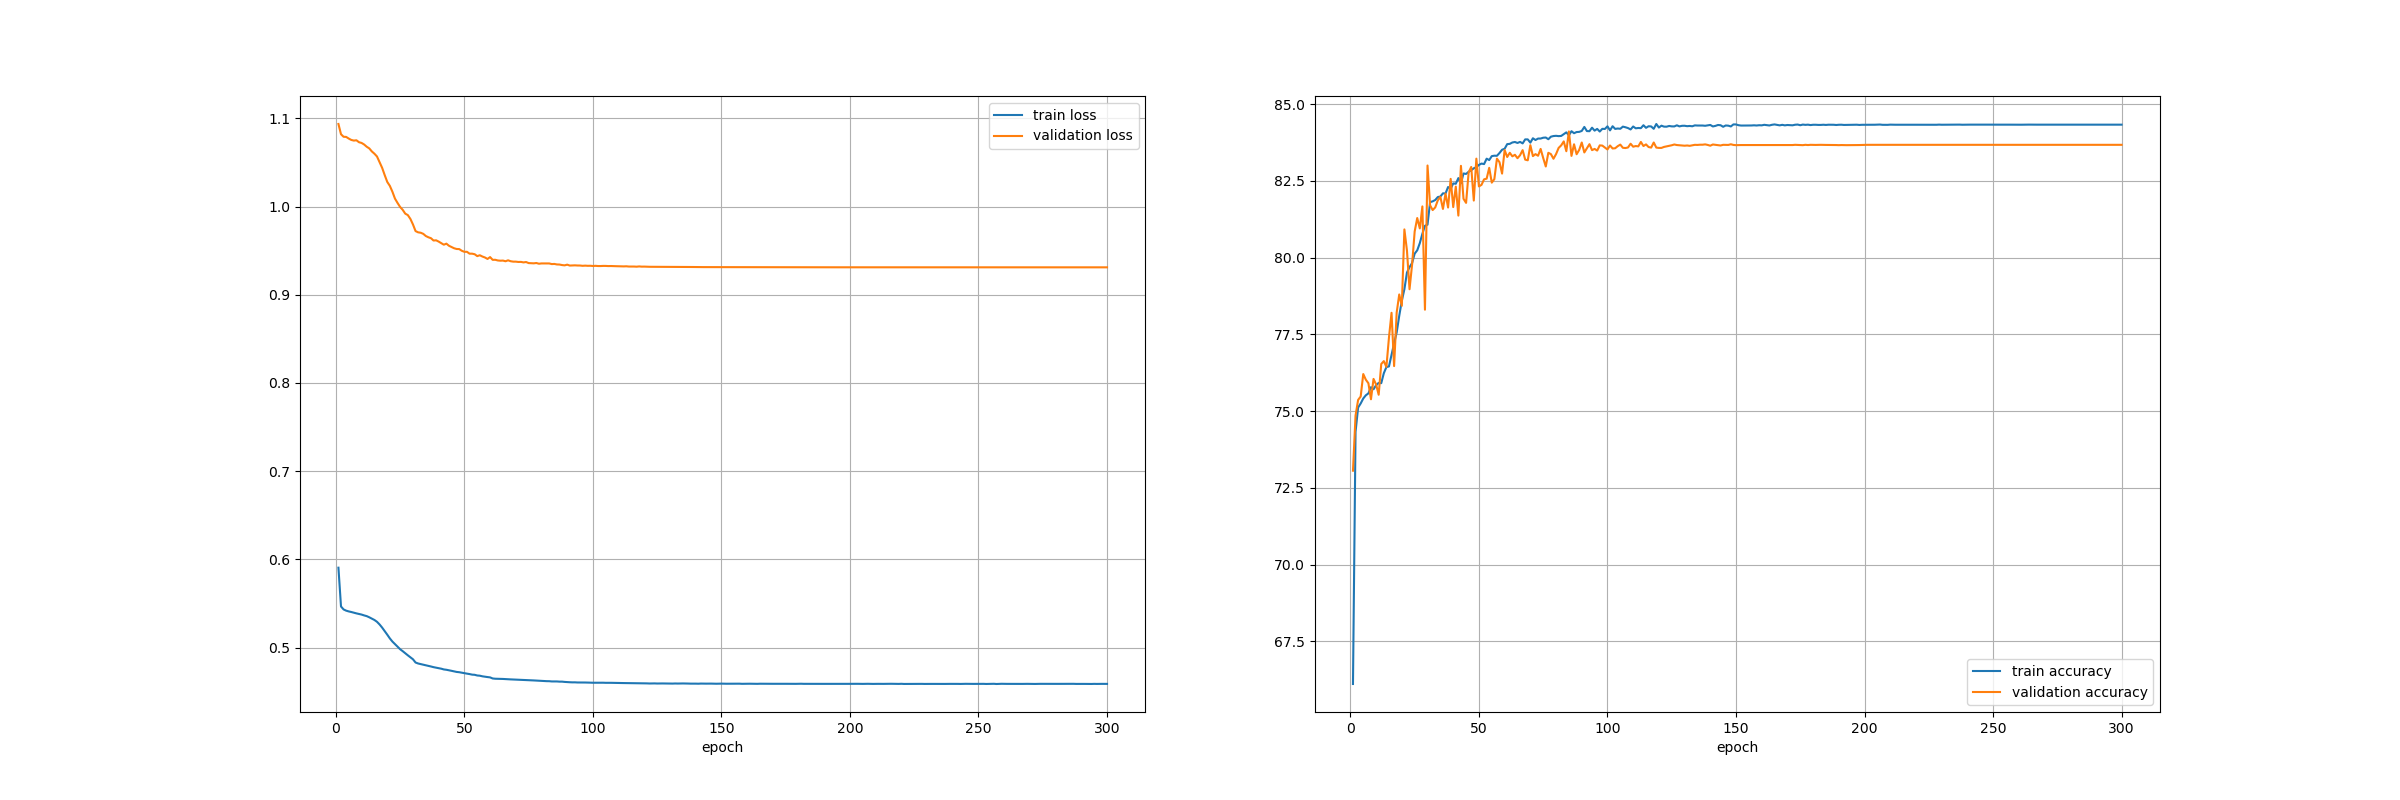 train loss
validation loss
1.1
1.0
0.9
0.8
0.7
0.6
0.5
0 50 100 150 200 250 300
epoch
85.0
82.5
80.0
77.5
75.0
72.5
70.0
67.5
train accuracy
validation accuracy
0 50 100 150 200 250 300
epoch